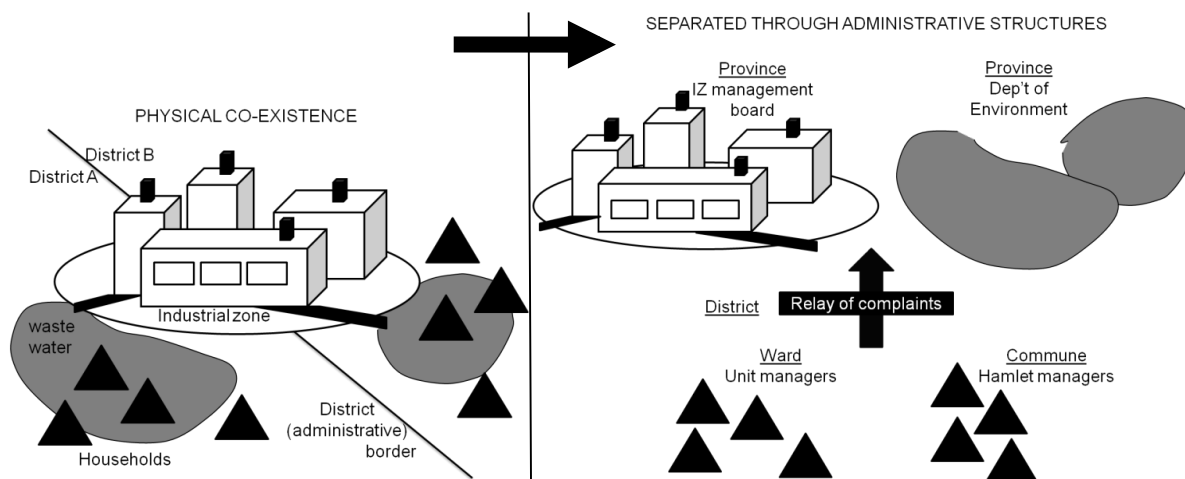 PHYSICAL CO-EXISTENCE
District B
District A
Industrial zone
waste
water
Households
District
(administrative)
border
SEPARATED THROUGH ADMINISTRATIVE STRUCTURES
Province
IZ management
board
Province
Dep't of
Environment
District
Relay of complaints
Ward
Unit managers
Commune
Hamlet managers